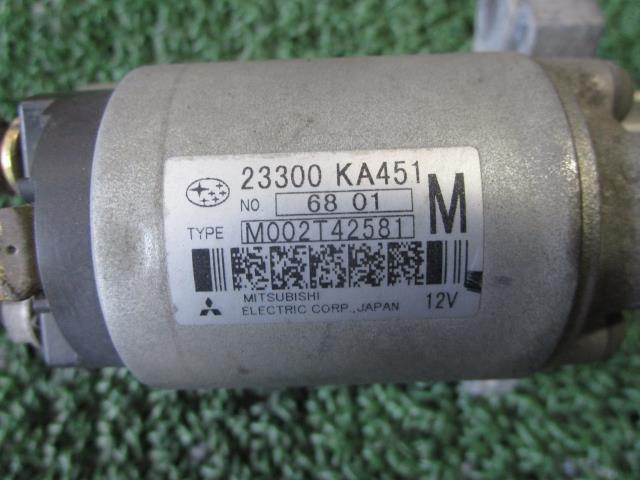 23300 KA451
NO 68 01 M
TYPE M002T42581
MITSUBISHI
ELECTRIC CORP., JAPAN 12V